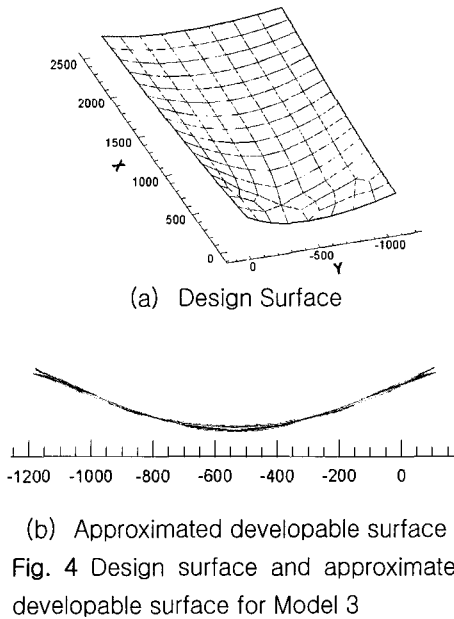 2500
2000
1500
1000
500
0
X
0
-500
-1000
Y
(a) Design Surface
-1200 -1000 -800 -600 -400 -200 0
(b) Approximated developable surface
Fig. 4 Design surface and approximate
developable surface for Model 3